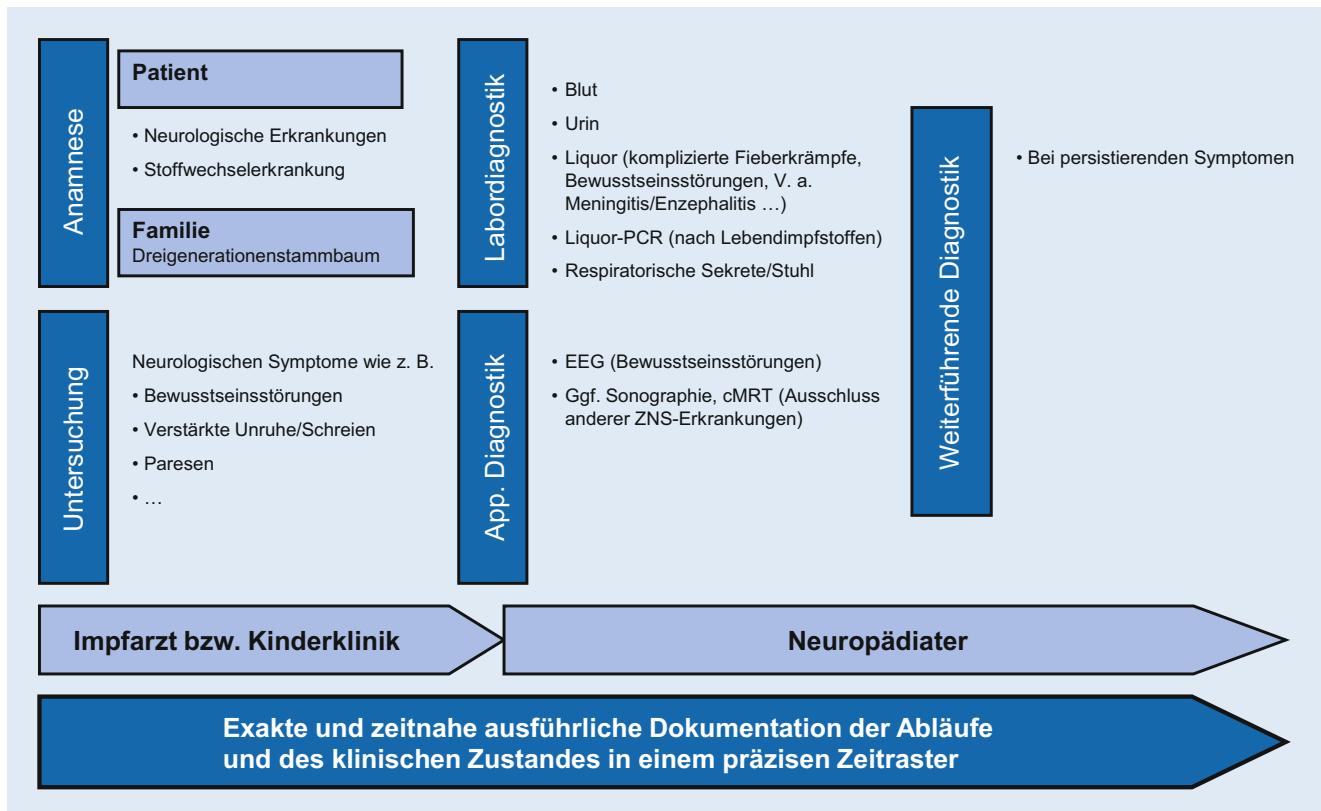 Anamnese
Patient
• Neurologische Erkrankungen
• Stoffwechselerkrankung
Familie
Dreigenerationenstammbaum
Untersuchung
Neurologischen Symptome wie z. B.
• Bewusstseinsstörungen
• Verstärkte Unruhe/Schreien
• Paresen
• …
Labordiagnostik
• Blut
• Urin
• Liquor (komplizierte Fieberkrämpfe,
Bewusstseinsstörungen, V. a.
Meningitis/Enzephalitis …)
• Liquor-PCR (nach Lebendimpfstoffen)
• Respiratorische Sekrete/Stuhl
App. Diagnostik
• EEG (Bewusstseinsstörungen)
• Ggf. Sonographie, cMRT (Ausschluss
anderer ZNS-Erkrankungen)
Weiterführende Diagnostik
• Bei persistierenden Symptomen
Impfarzt bzw. Kinderklinik
Neuropädiater
Exakte und zeitnahe ausführliche Dokumentation der Abläufe
und des klinischen Zustandes in einem präzisen Zeitraster